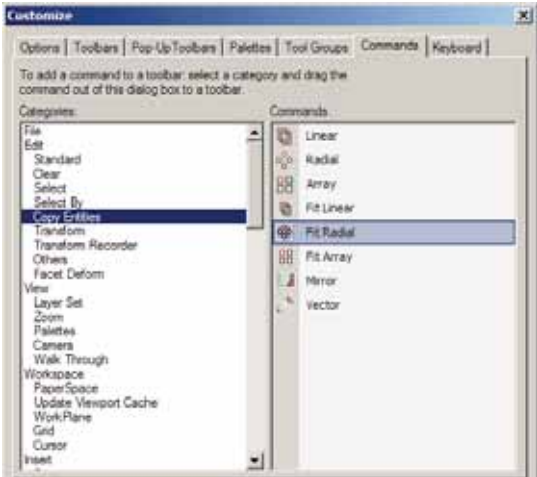 Customize
Options Toolbars Pop-Up Toolbars Palettes Tool Groups Commands Keyboard
To add a command to a toolbar: select a category and drag the
command out of this dialog box to a toolbar.
Categories:
File
Edit
Standard
Clear
Select
Select By
Copy Entities
Transform
Transform Recorder
Others
Facet Deform
View
Layer Set
Zoom
Palettes
Camera
Walk Through
Workspace
PaperSpace
Update Viewport Cache
WorkPlane
Grid
Cursor
Insert
Commands
Linear
Radial
Array
Fit Linear
Fit Radial
Fit Array
Mirror
Vector